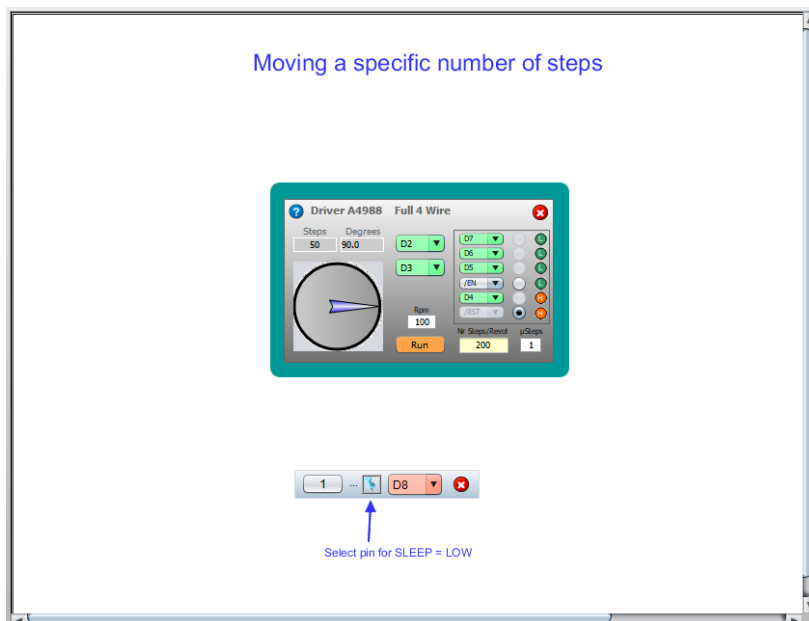 Moving a specific number of steps
? Driver A4988 Full 4 Wire
Steps Degrees
50 90.0
D2
D3
Rpm
100
Run
D7 L
D6 L
D5 L
/EN L
D4 H
/RST H
Nr Steps/Revol µSteps
200 1
1 ... D8
Select pin for SLEEP = LOW